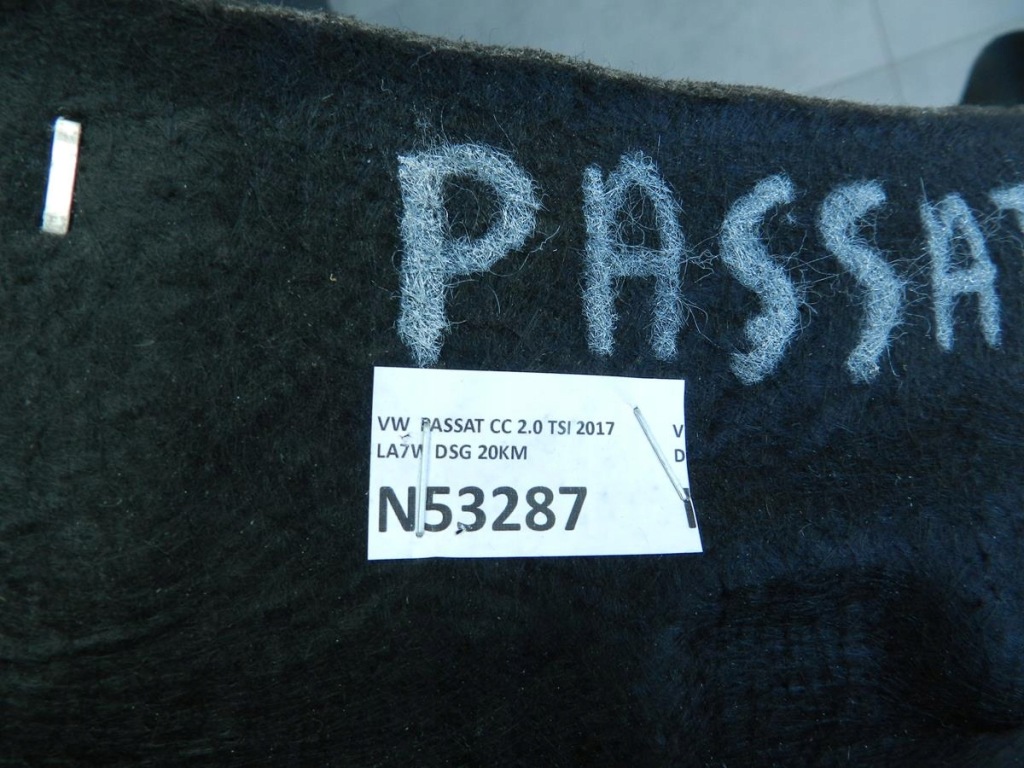 PASSAT
VW PASSAT CC 2.0 TSI 2017
LA7W DSG 20KM
N53287
V
D